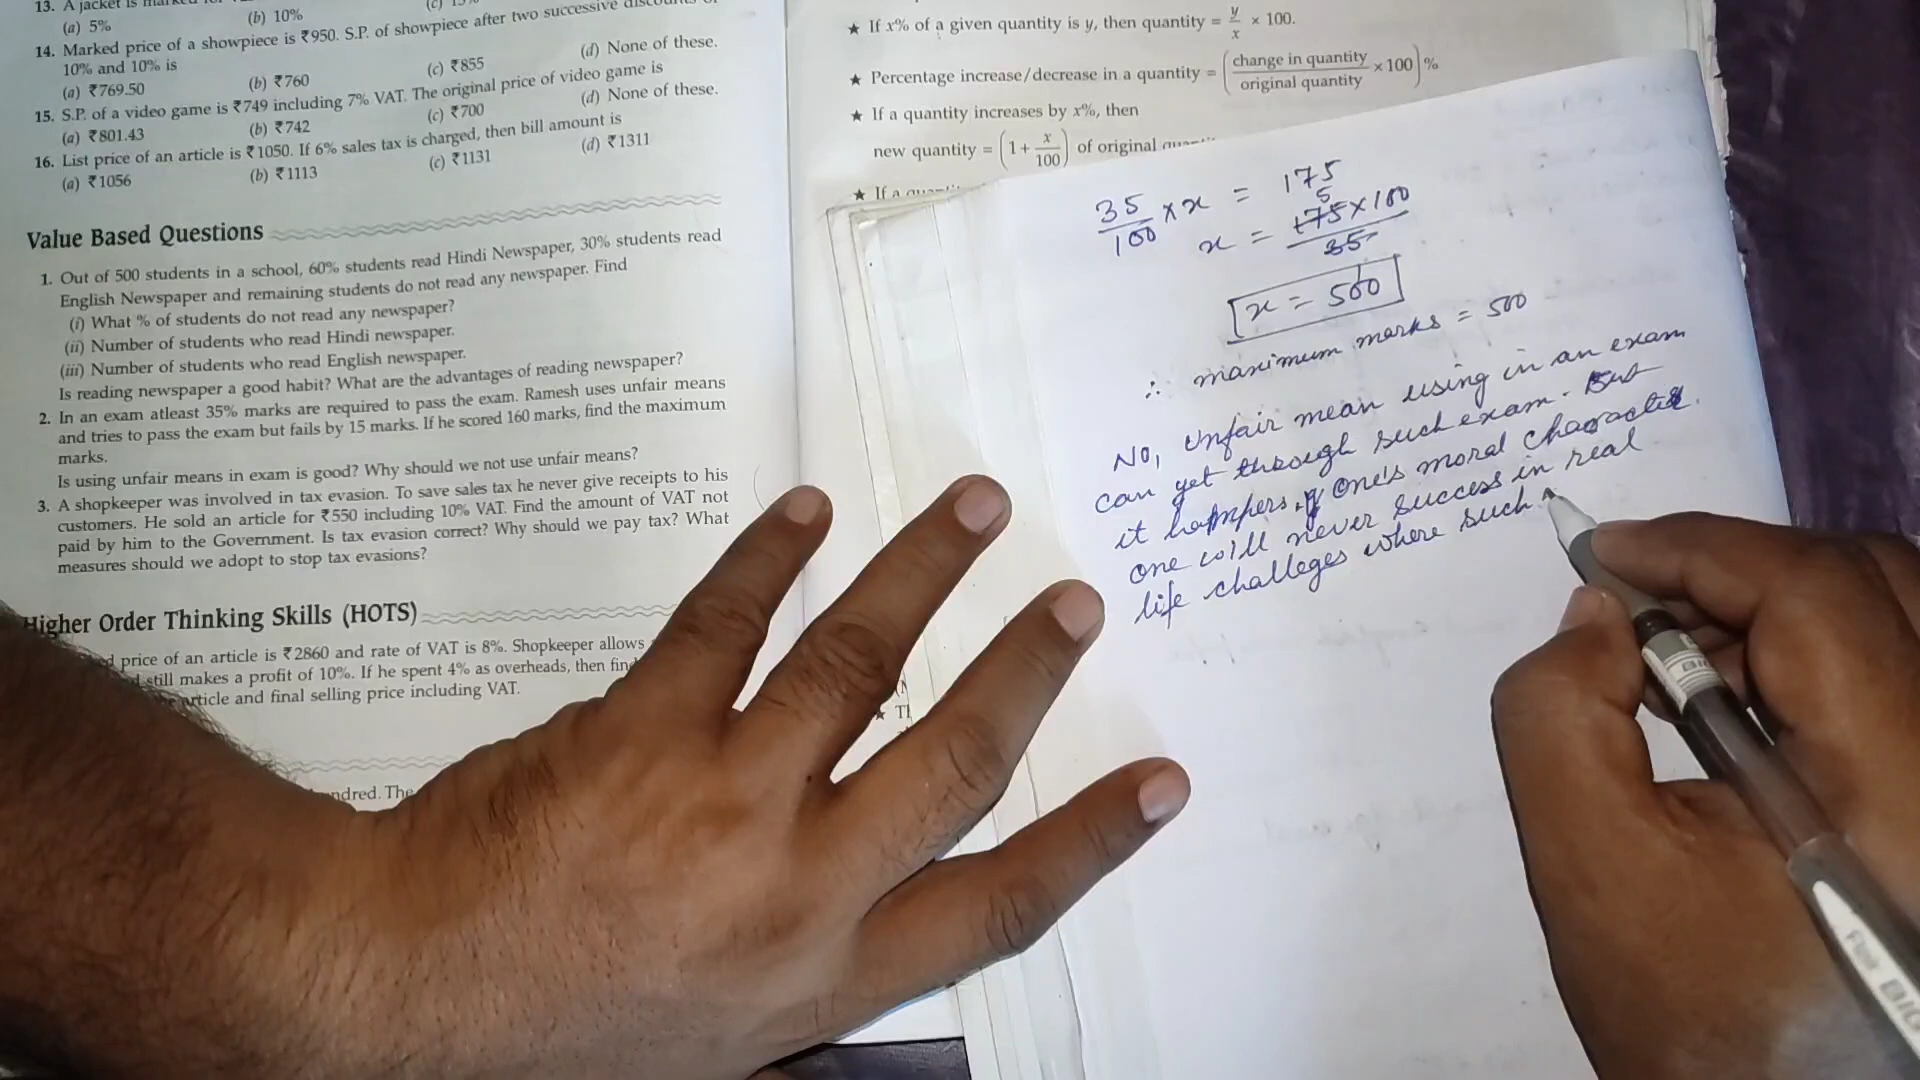 13. A jacket is marked for
(a) 5%
(b) 10%
14. Marked price of a showpiece is ₹950. S.P. of showpiece after two successive discounts of
10% and 10% is
(a) ₹769.50 (b) ₹760 (c) ₹855 (d) None of these.
15. S.P. of a video game is ₹749 including 7% VAT. The original price of video game is
(a) ₹801.43 (b) ₹742 (c) ₹700 (d) None of these.
16. List price of an article is ₹1050. If 6% sales tax is charged, then bill amount is
(a) ₹1056 (b) ₹1113 (c) ₹1131 (d) ₹1311
Value Based Questions
1. Out of 500 students in a school, 60% students read Hindi Newspaper, 30% students read
English Newspaper and remaining students do not read any newspaper. Find
(i) What % of students do not read any newspaper?
(ii) Number of students who read Hindi newspaper.
(iii) Number of students who read English newspaper.
Is reading newspaper a good habit? What are the advantages of reading newspaper?
2. In an exam atleast 35% marks are required to pass the exam. Ramesh uses unfair means
and tries to pass the exam but fails by 15 marks. If he scored 160 marks, find the maximum
marks.
Is using unfair means in exam is good? Why should we not use unfair means?
3. A shopkeeper was involved in tax evasion. To save sales tax he never give receipts to his
customers. He sold an article for ₹550 including 10% VAT. Find the amount of VAT not
paid by him to the Government. Is tax evasion correct? Why should we pay tax? What
measures should we adopt to stop tax evasions?
Higher Order Thinking Skills (HOTS)
price of an article is ₹2860 and rate of VAT is 8%. Shopkeeper allows
still makes a profit of 10%. If he spent 4% as overheads, then find
article and final selling price including VAT.
ndred. The
★ If x% of a given quantity is y, then quantity = y/x × 100.
★ Percentage increase/decrease in a quantity = (change in quantity/original quantity × 100) %
★ If a quantity increases by x%, then
new quantity = (1 + x/100) of original
★ If a
35/100 × x = 175
x = 175 × 100/35
5
1
x = 500
∴ maximum marks = 500
No, Unfair mean using in an exam
can get through such exam. But
it hampers one's moral character.
one will never success in real
life challeges where such